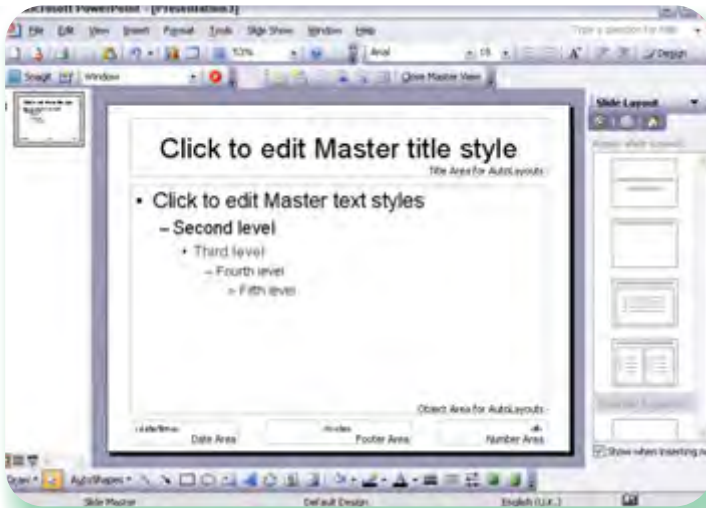 Microsoft PowerPoint - [Presentation3]
File Edit View Insert Format Tools Slide Show Window Help
Type a question for help
53% Arial 18 Design
SnagIt Window Close Master View
Slide Layout
Click to edit Master title style
Title Area for AutoLayouts
• Click to edit Master text styles
– Second level
• Third level
– Fourth level
» Fifth level
Object Area for AutoLayouts
Date Area Footer Area Number Area
Show when inserting
Draw AutoShapes
Slide Master Default Design English (U.K.)